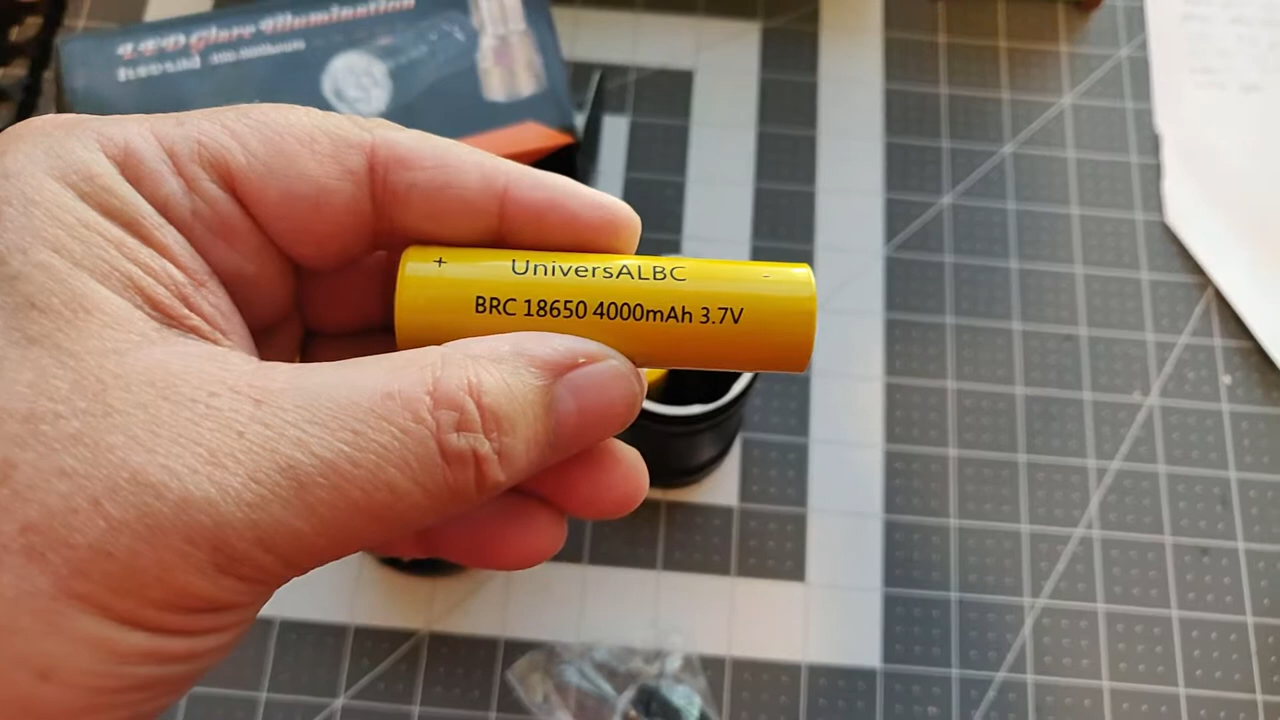 LED Glare Illumination
+ UniversALBC -
BRC 18650 4000mAh 3.7V